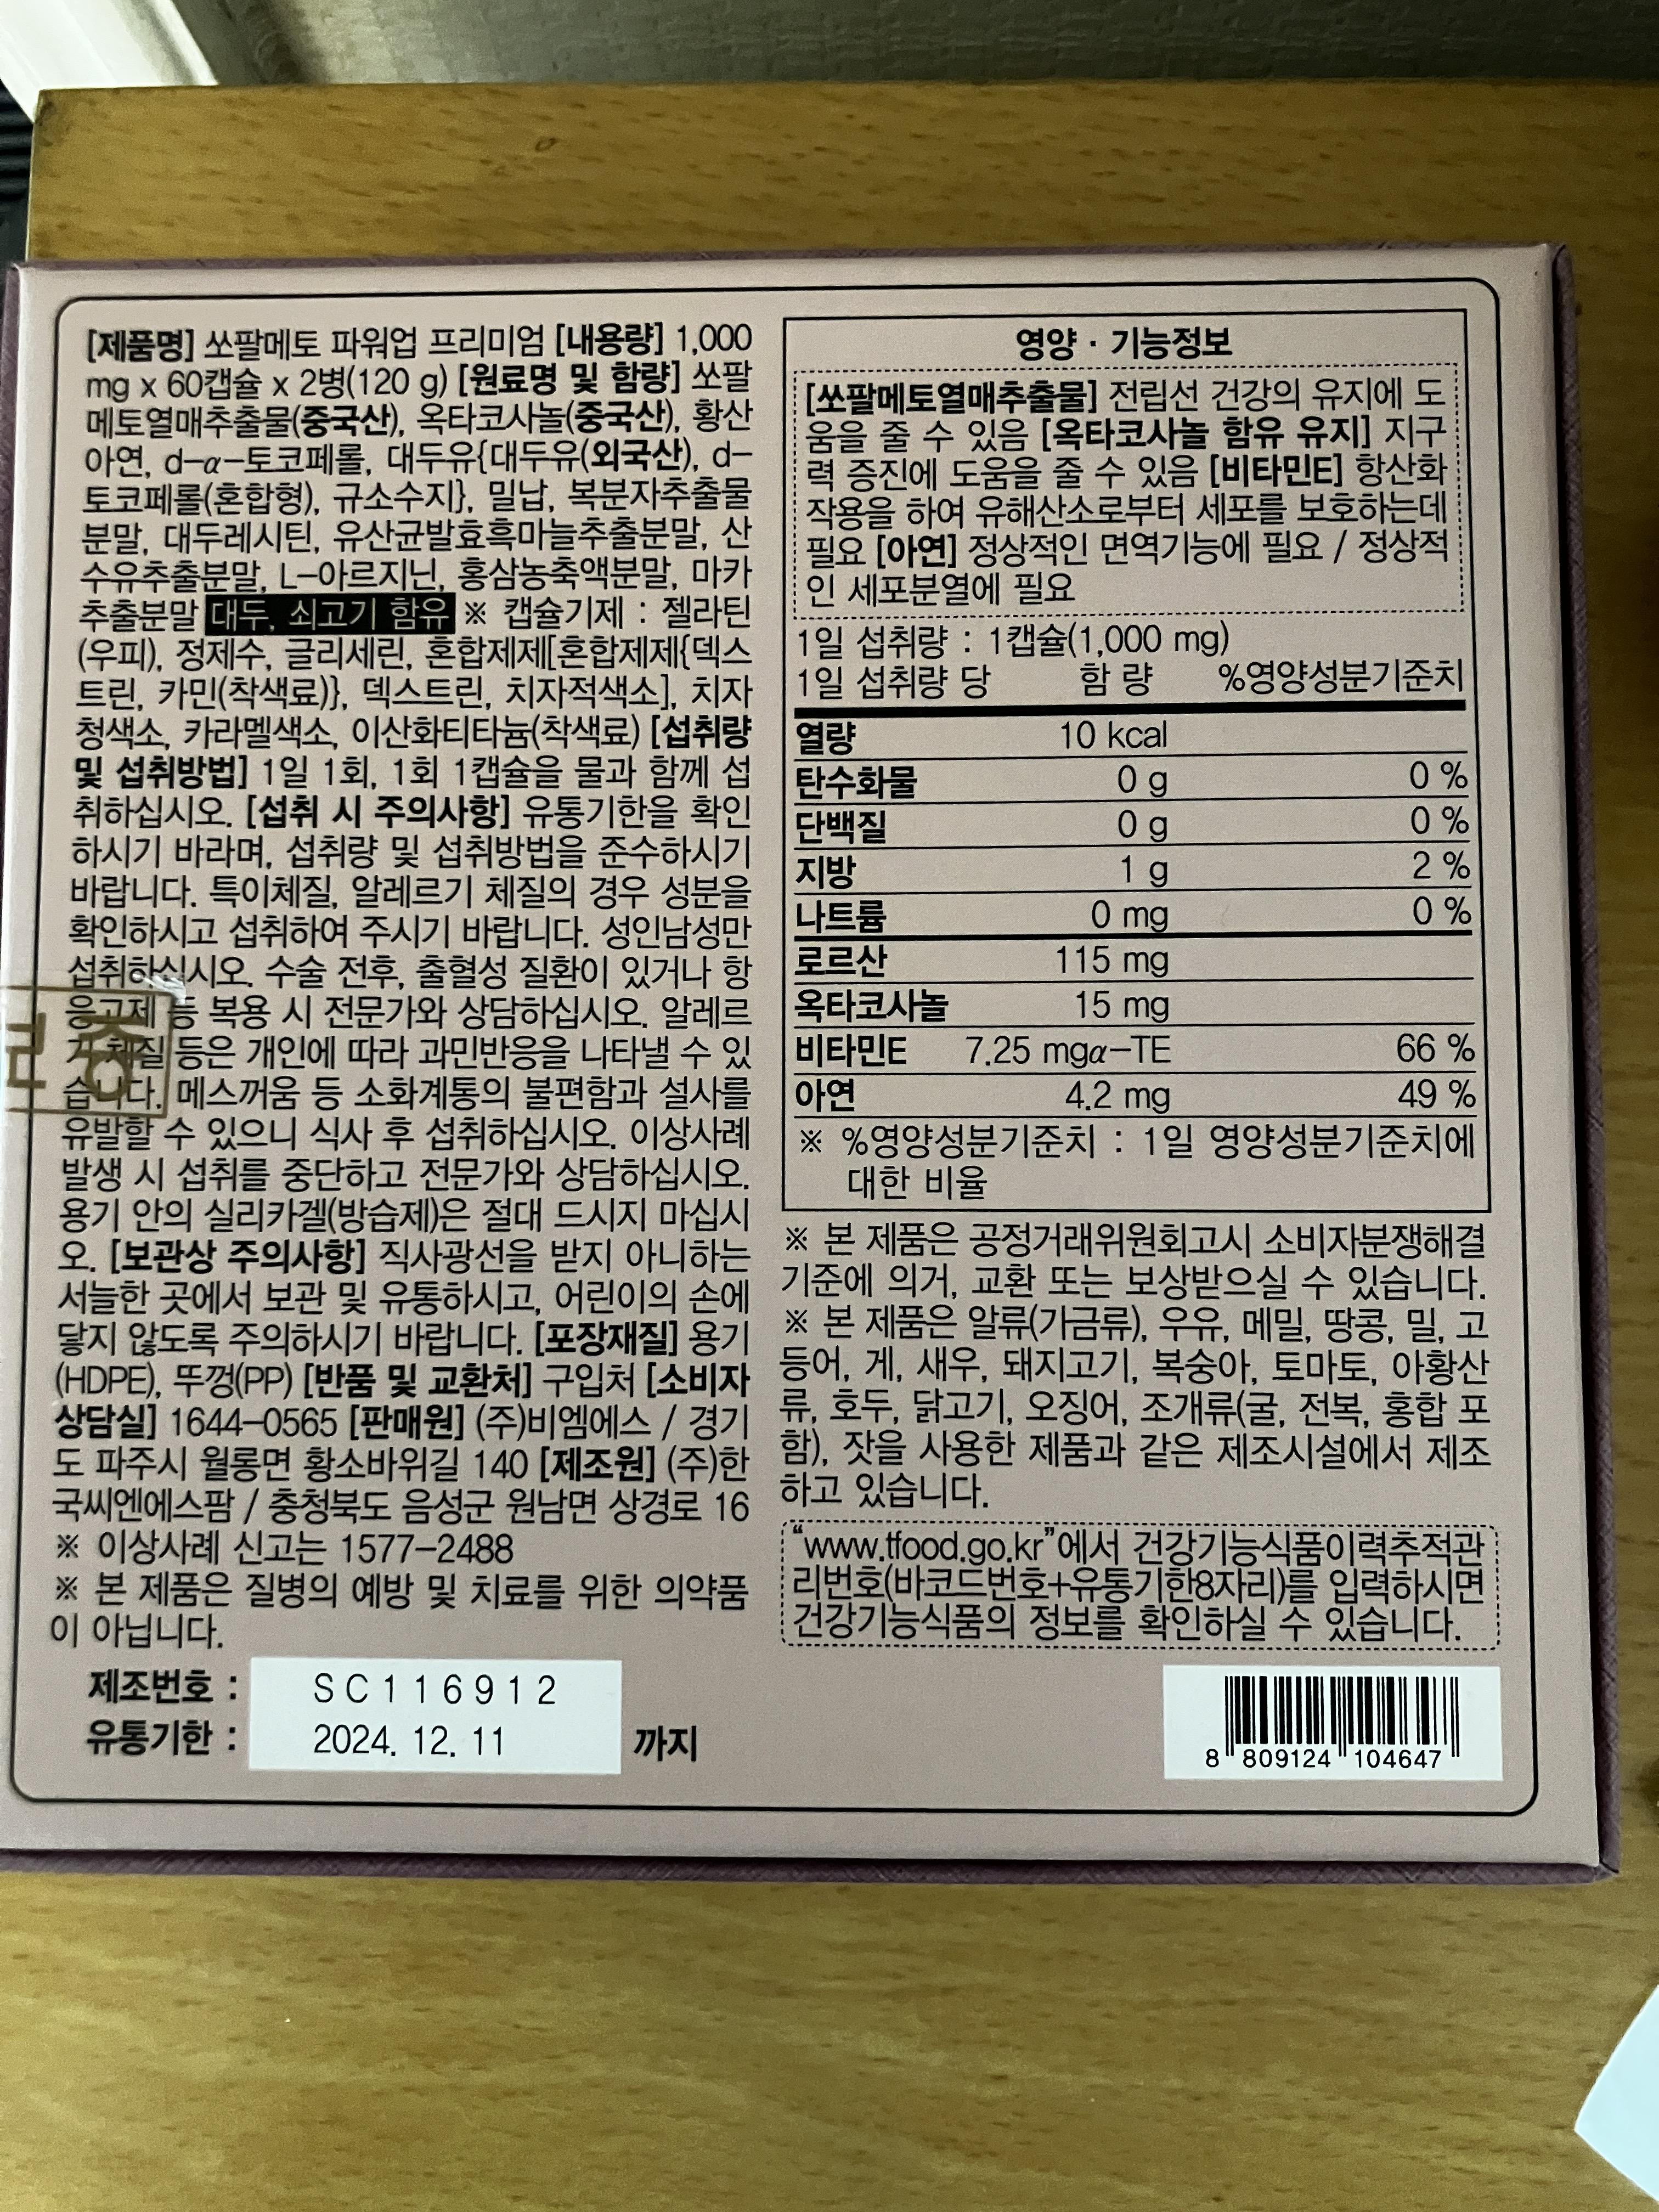 [제품명] 쏘팔메토 파워업 프리미엄 [내용량] 1,000
mg x 60캡슐 x 2병(120 g) [원료명 및 함량] 쏘팔
메토열매추출물(중국산), 옥타코사놀(중국산), 황산
아연, d-α-토코페롤, 대두유{대두유(외국산), d-
토코페롤(혼합형), 규소수지}, 밀납, 복분자추출물
분말, 대두레시틴, 유산균발효흑마늘추출분말, 산
수유추출분말, L-아르지닌, 홍삼농축액분말, 마카
추출분말 대두, 쇠고기 함유 ※ 캡슐기제 : 젤라틴
(우피), 정제수, 글리세린, 혼합제제[혼합제제{덱스
트린, 카민(착색료)}, 덱스트린, 치자적색소], 치자
청색소, 카라멜색소, 이산화티타늄(착색료) [섭취량
및 섭취방법] 1일 1회, 1회 1캡슐을 물과 함께 섭
취하십시오. [섭취 시 주의사항] 유통기한을 확인
하시기 바라며, 섭취량 및 섭취방법을 준수하시기
바랍니다. 특이체질, 알레르기 체질의 경우 성분을
확인하시고 섭취하여 주시기 바랍니다. 성인남성만
섭취하십시오. 수술 전후, 출혈성 질환이 있거나 항
응고제 등 복용 시 전문가와 상담하십시오. 알레르
기 체질 등은 개인에 따라 과민반응을 나타낼 수 있
습니다. 메스꺼움 등 소화계통의 불편함과 설사를
유발할 수 있으니 식사 후 섭취하십시오. 이상사례
발생 시 섭취를 중단하고 전문가와 상담하십시오.
용기 안의 실리카겔(방습제)은 절대 드시지 마십시
오. [보관상 주의사항] 직사광선을 받지 아니하는
서늘한 곳에서 보관 및 유통하시고, 어린이의 손에
닿지 않도록 주의하시기 바랍니다. [포장재질] 용기
(HDPE), 뚜껑(PP) [반품 및 교환처] 구입처 [소비자
상담실] 1644-0565 [판매원] (주)비엠에스 / 경기
도 파주시 월롱면 황소바위길 140 [제조원] (주)한
국씨엔에스팜 / 충청북도 음성군 원남면 상경로 16
※ 이상사례 신고는 1577-2488
※ 본 제품은 질병의 예방 및 치료를 위한 의약품
이 아닙니다.
제조번호 : SC116912
유통기한 : 2024. 12. 11 까지
영양 · 기능정보
[쏘팔메토열매추출물] 전립선 건강의 유지에 도
움을 줄 수 있음 [옥타코사놀 함유 유지] 지구
력 증진에 도움을 줄 수 있음 [비타민E] 항산화
작용을 하여 유해산소로부터 세포를 보호하는데
필요 [아연] 정상적인 면역기능에 필요 / 정상적
인 세포분열에 필요
1일 섭취량 : 1캡슐(1,000 mg)
1일 섭취량 당 함 량 %영양성분기준치
열량 10 kcal
탄수화물 0 g 0 %
단백질 0 g 0 %
지방 1 g 2 %
나트륨 0 mg 0 %
로르산 115 mg
옥타코사놀 15 mg
비타민E 7.25 mgα-TE 66 %
아연 4.2 mg 49 %
※ %영양성분기준치 : 1일 영양성분기준치에
대한 비율
※ 본 제품은 공정거래위원회고시 소비자분쟁해결
기준에 의거, 교환 또는 보상받으실 수 있습니다.
※ 본 제품은 알류(가금류), 우유, 메밀, 땅콩, 밀, 고
등어, 게, 새우, 돼지고기, 복숭아, 토마토, 아황산
류, 호두, 닭고기, 오징어, 조개류(굴, 전복, 홍합 포
함), 잣을 사용한 제품과 같은 제조시설에서 제조
하고 있습니다.
"www.tfood.go.kr"에서 건강기능식품이력추적관
리번호(바코드번호+유통기한8자리)를 입력하시면
건강기능식품의 정보를 확인하실 수 있습니다.
8 809124 104647